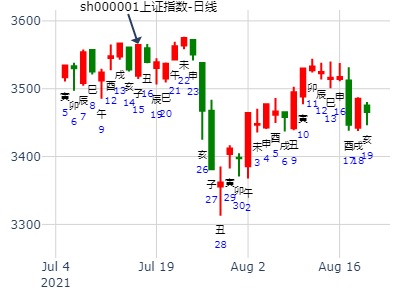 sh000001上证指数-日线
3600
3500
3400
3300
寅
5
卯
6
辰
7
巳
8
午
9
酉
12
戌
13
亥
14
子
15
丑
16
辰
19
巳
20
午
21
未
22
申
23
亥
26
子
27
丑
28
寅
29
卯
30
午
2
未
3
申
4
酉
5
戌
6
丑
9
寅
10
卯
11
辰
12
巳
13
申
16
酉
17
戌
18
亥
19
Jul 4
2021
Jul 19
Aug 2
Aug 16